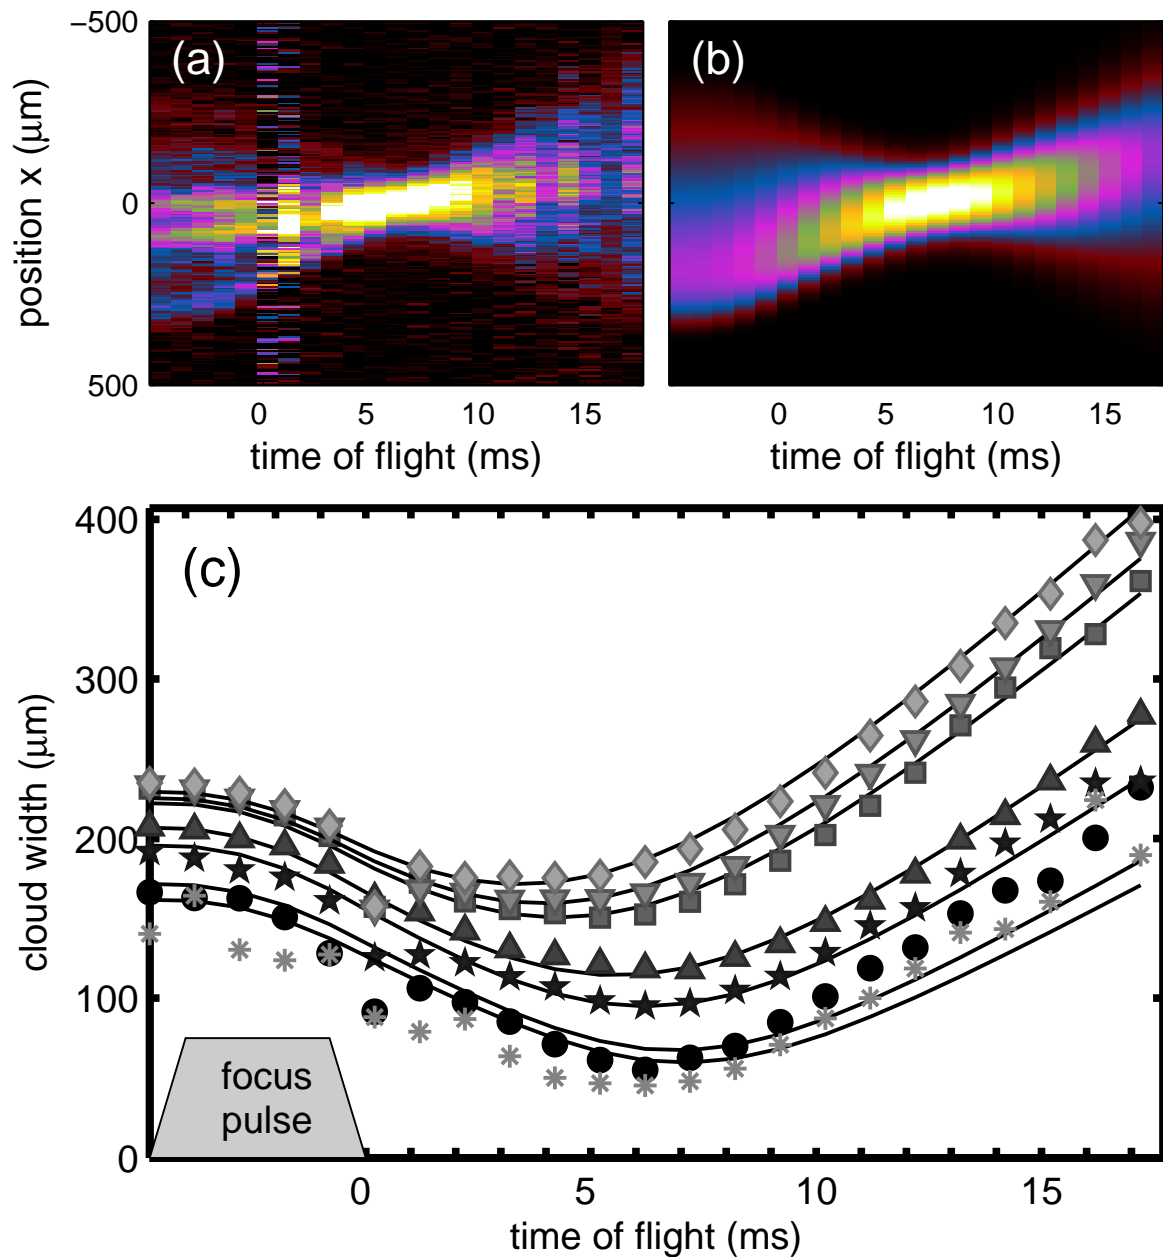 −500
0
500
position x (μm)
(a)
(b)
0 5 10 15
0 5 10 15
time of flight (ms)
time of flight (ms)
(c)
400
300
200
100
0
cloud width (μm)
focus
pulse
0 5 10 15
time of flight (ms)